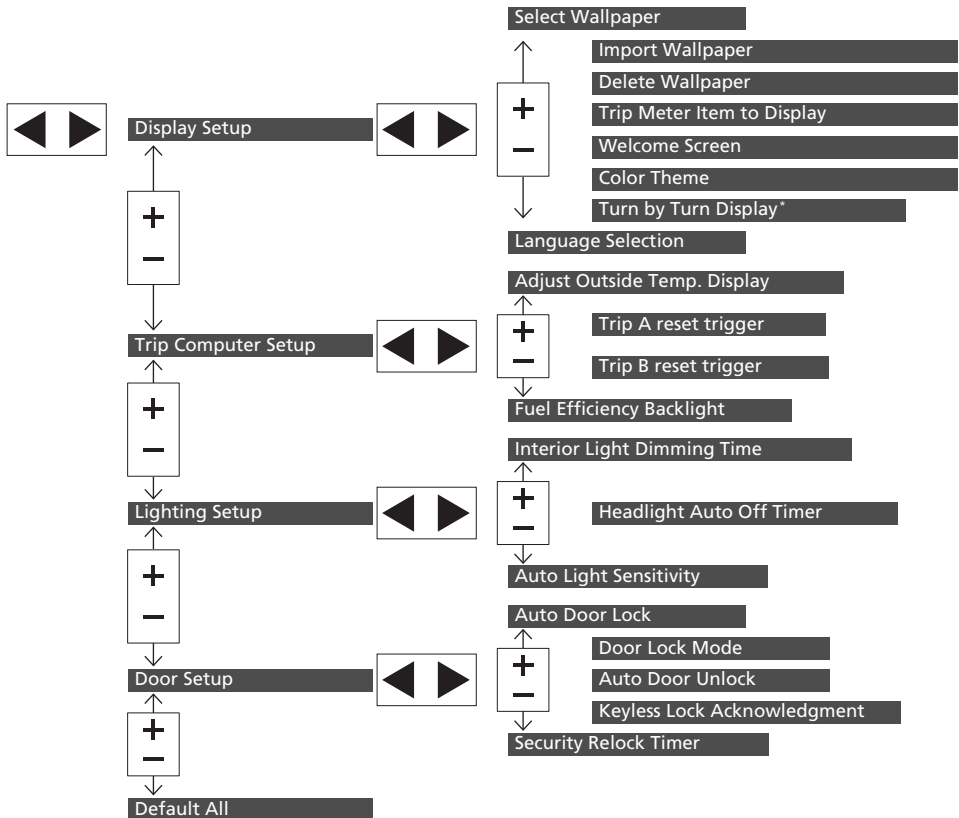 Select Wallpaper
Import Wallpaper
Delete Wallpaper
Trip Meter Item to Display
Welcome Screen
Color Theme
Turn by Turn Display*
Language Selection
Display Setup
+
−
+
−
Adjust Outside Temp. Display
Trip A reset trigger
Trip B reset trigger
Fuel Efficiency Backlight
Trip Computer Setup
+
−
+
−
Interior Light Dimming Time
Headlight Auto Off Timer
Auto Light Sensitivity
Lighting Setup
+
−
+
−
Auto Door Lock
Door Lock Mode
Auto Door Unlock
Keyless Lock Acknowledgment
Security Relock Timer
Door Setup
+
−
+
−
Default All